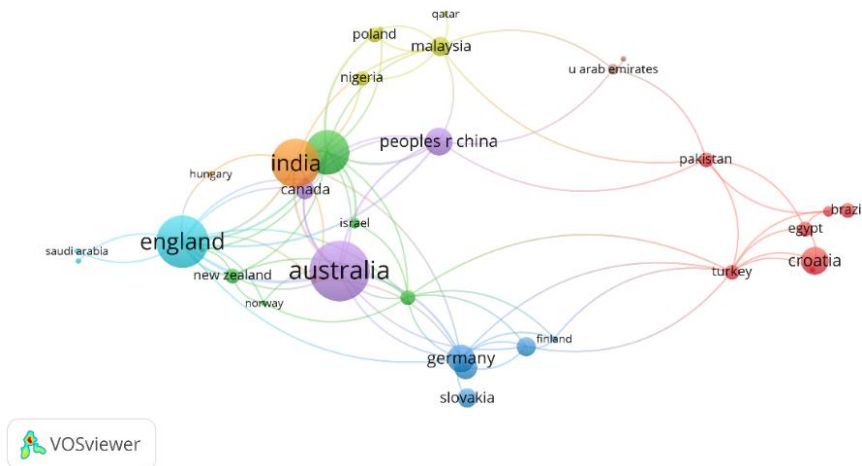 qatar
poland
malaysia
nigeria
u arab emirates
peoples r china
india
pakistan
hungary
canada
brazi
israel
egypt
england
saudi arabia
croatia
australia
new zealand
turkey
norway
finland
germany
slovakia
VOSviewer